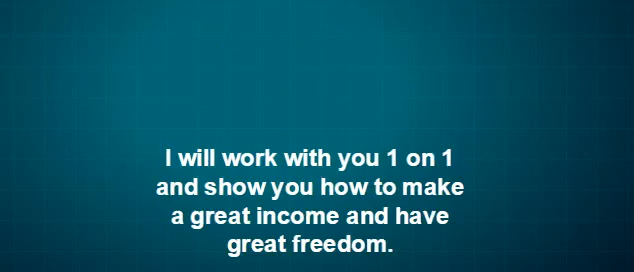 I will work with you 1 on 1
and show you how to make
a great income and have
great freedom.